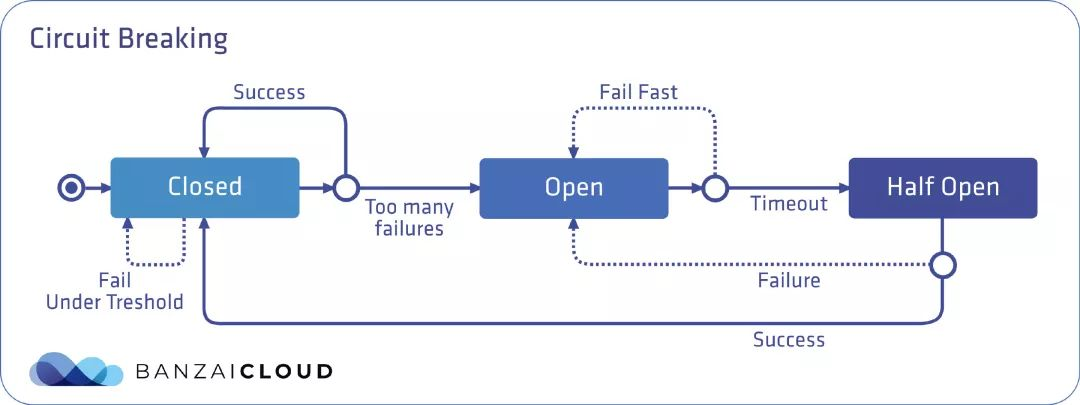 Circuit Breaking
Success
Fail Fast
Closed
Open
Half Open
Too many
failures
Timeout
Fail
Under Treshold
Failure
Success
BANZAICLOUD